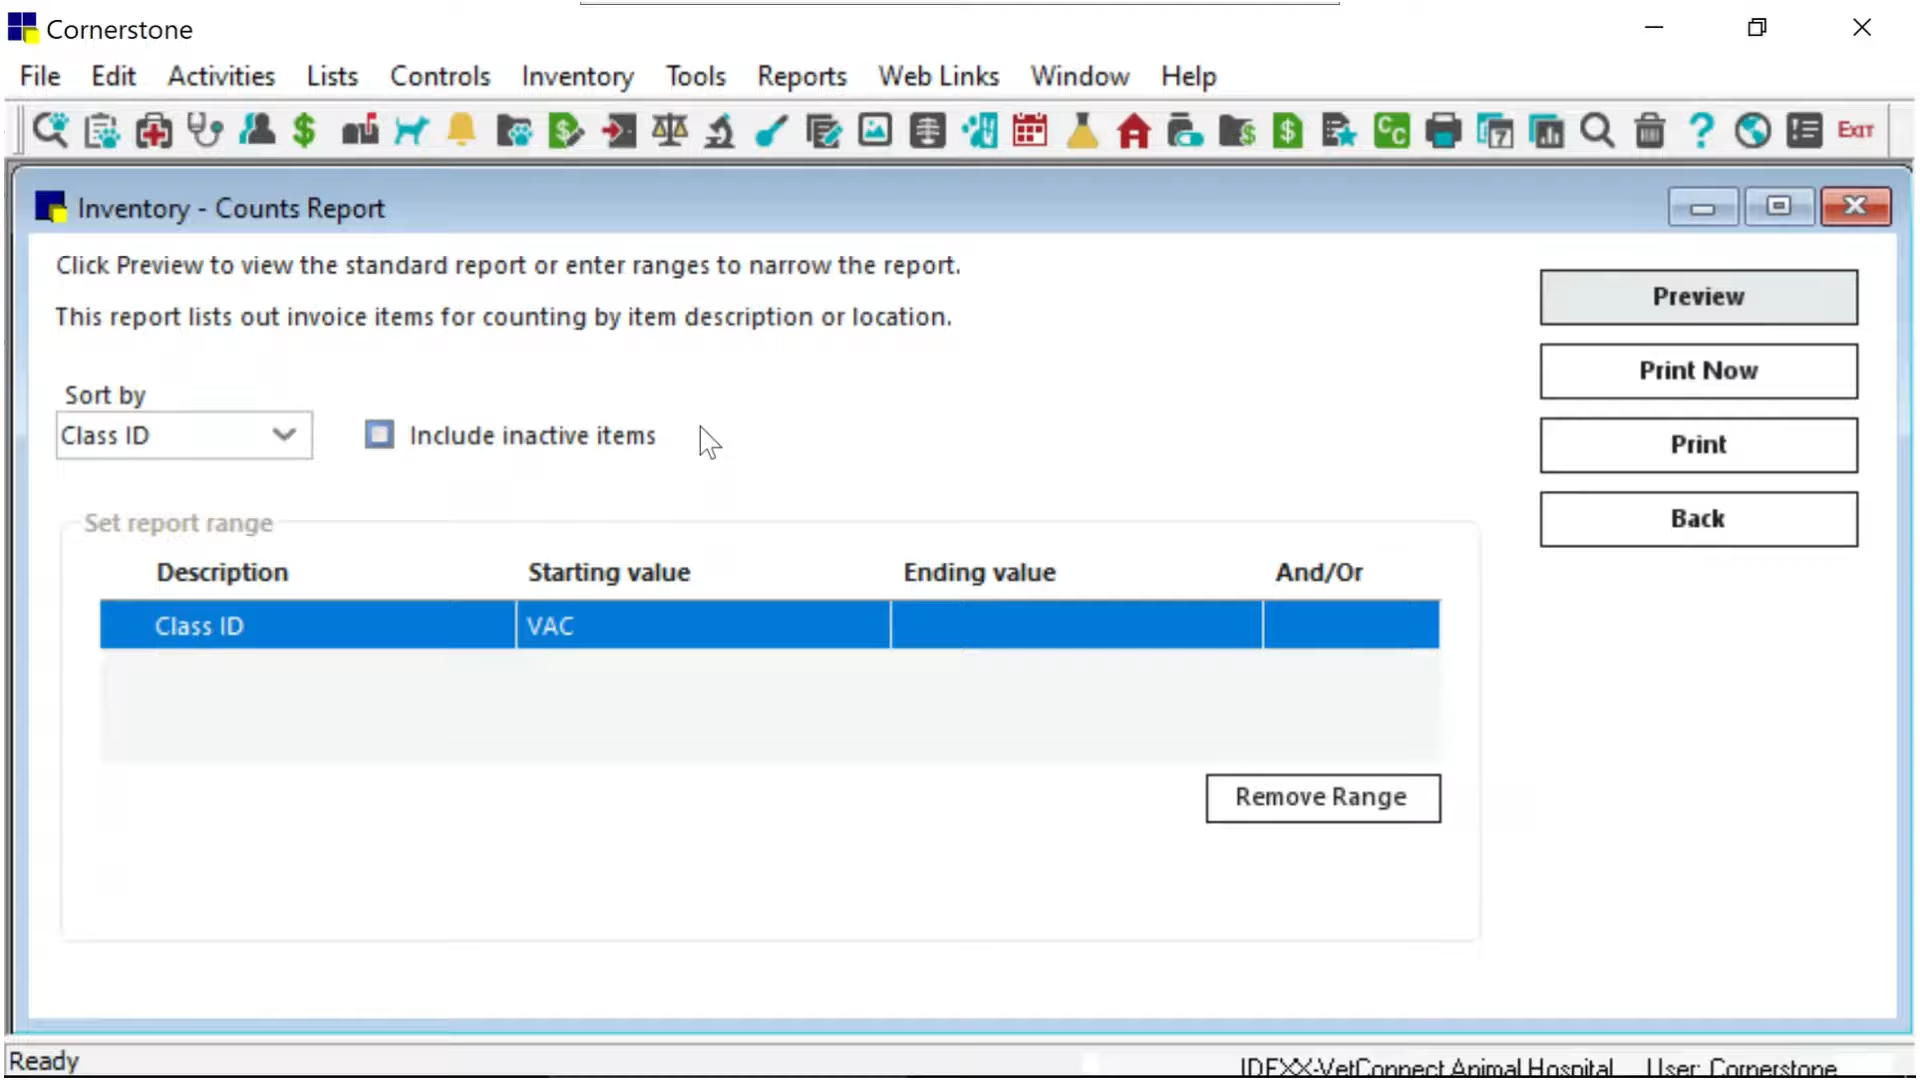 Cornerstone
File Edit Activities Lists Controls Inventory Tools Reports Web Links Window Help
$ $ 7 $ $ CC 7 ? EXIT
Inventory - Counts Report
Click Preview to view the standard report or enter ranges to narrow the report.
This report lists out invoice items for counting by item description or location.
Preview
Print Now
Print
Back
Sort by
Class ID
Include inactive items
Set report range
Description Starting value Ending value And/Or
Class ID VAC
Remove Range
Ready
IDEXX-VetConnect Animal Hospital User: Cornerstone